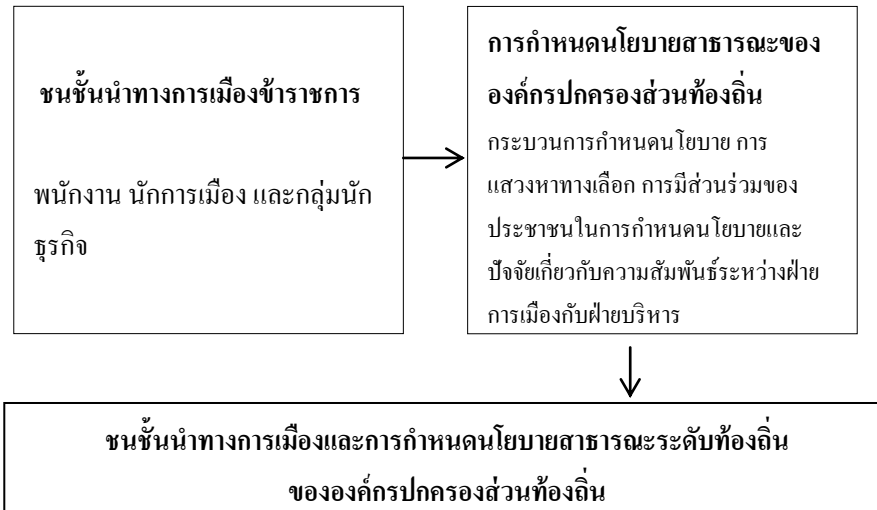 ชนชั้นนำทางการเมืองข้าราชการ
พนักงาน นักการเมือง และกลุ่มนัก
ธุรกิจ
การกำหนดนโยบายสาธารณะของ
องค์กรปกครองส่วนท้องถิ่น
กระบวนการกำหนดนโยบาย การ
แสวงหาทางเลือก การมีส่วนร่วมของ
ประชาชนในการกำหนดนโยบายและ
ปัจจัยเกี่ยวกับความสัมพันธ์ระหว่างฝ่าย
การเมืองกับฝ่ายบริหาร
ชนชั้นนำทางการเมืองและการกำหนดนโยบายสาธารณะระดับท้องถิ่น
ขององค์กรปกครองส่วนท้องถิ่น